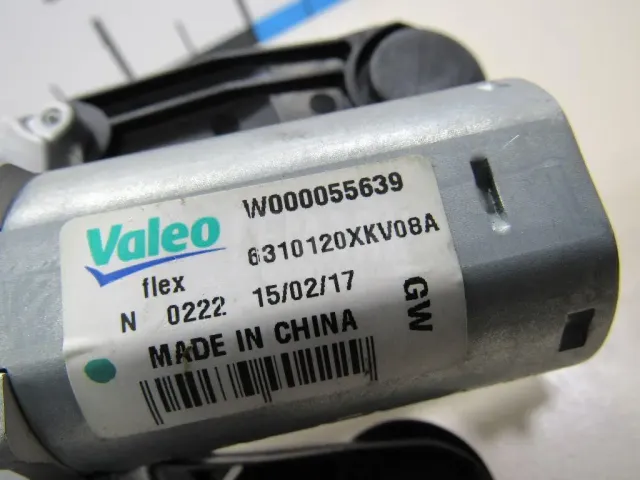 Valeo
W000055639
6310120XKV08A
flex
N 0222 15/02/17
GW
MADE IN CHINA